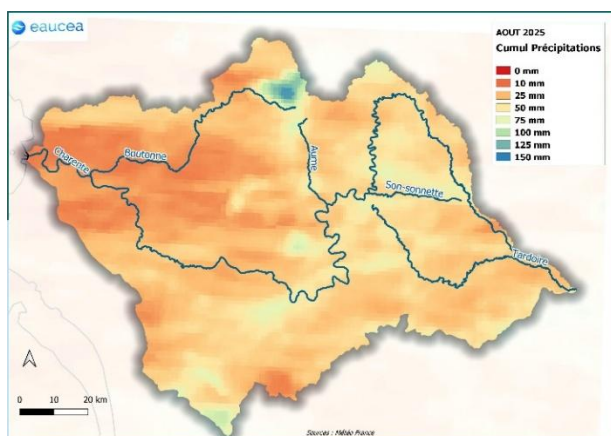 eaucea
AOUT 2025
Cumul Précipitations
0 mm
10 mm
25 mm
50 mm
75 mm
100 mm
125 mm
150 mm
Charente
Boutonne
Aume
Son-sonnette
Tardoire
0 10 20 km
Sources : Météo France